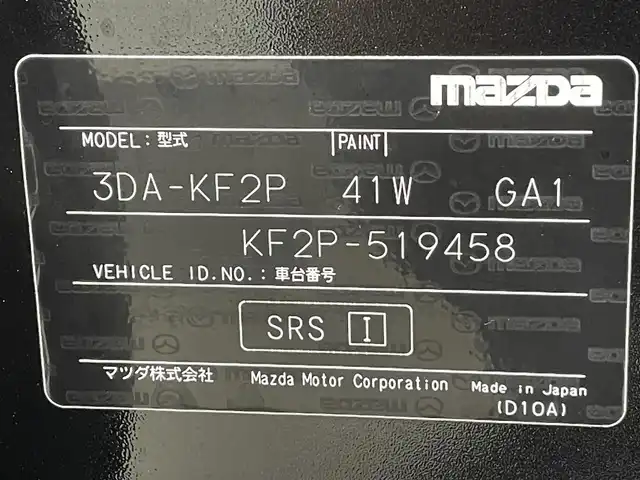 mazda
MODEL: 型式 PAINT
3DA-KF2P 41W GA1
KF2P-519458
VEHICLE ID.NO.: 車台番号
SRS I
マツダ株式会社 Mazda Motor Corporation Made in Japan
(D10A)